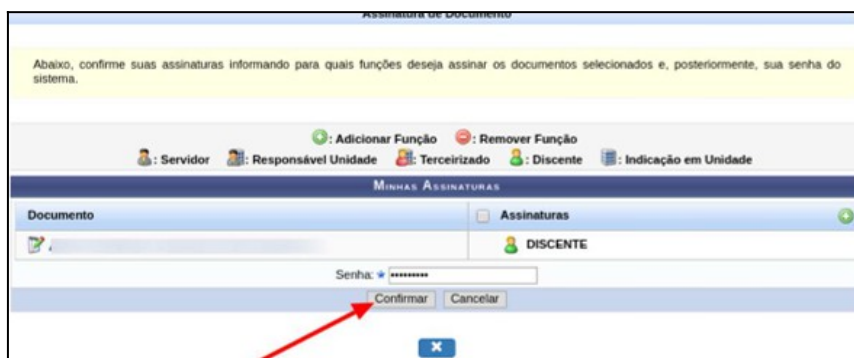 Assinatura de Documento
Abaixo, confirme suas assinaturas informando para quais funções deseja assinar os documentos selecionados e, posteriormente, sua senha do
sistema.
: Adicionar Função : Remover Função
: Servidor : Responsável Unidade : Terceirizado : Discente : Indicação em Unidade
MINHAS ASSINATURAS
Documento Assinaturas
DISCENTE
Senha:
Confirmar Cancelar